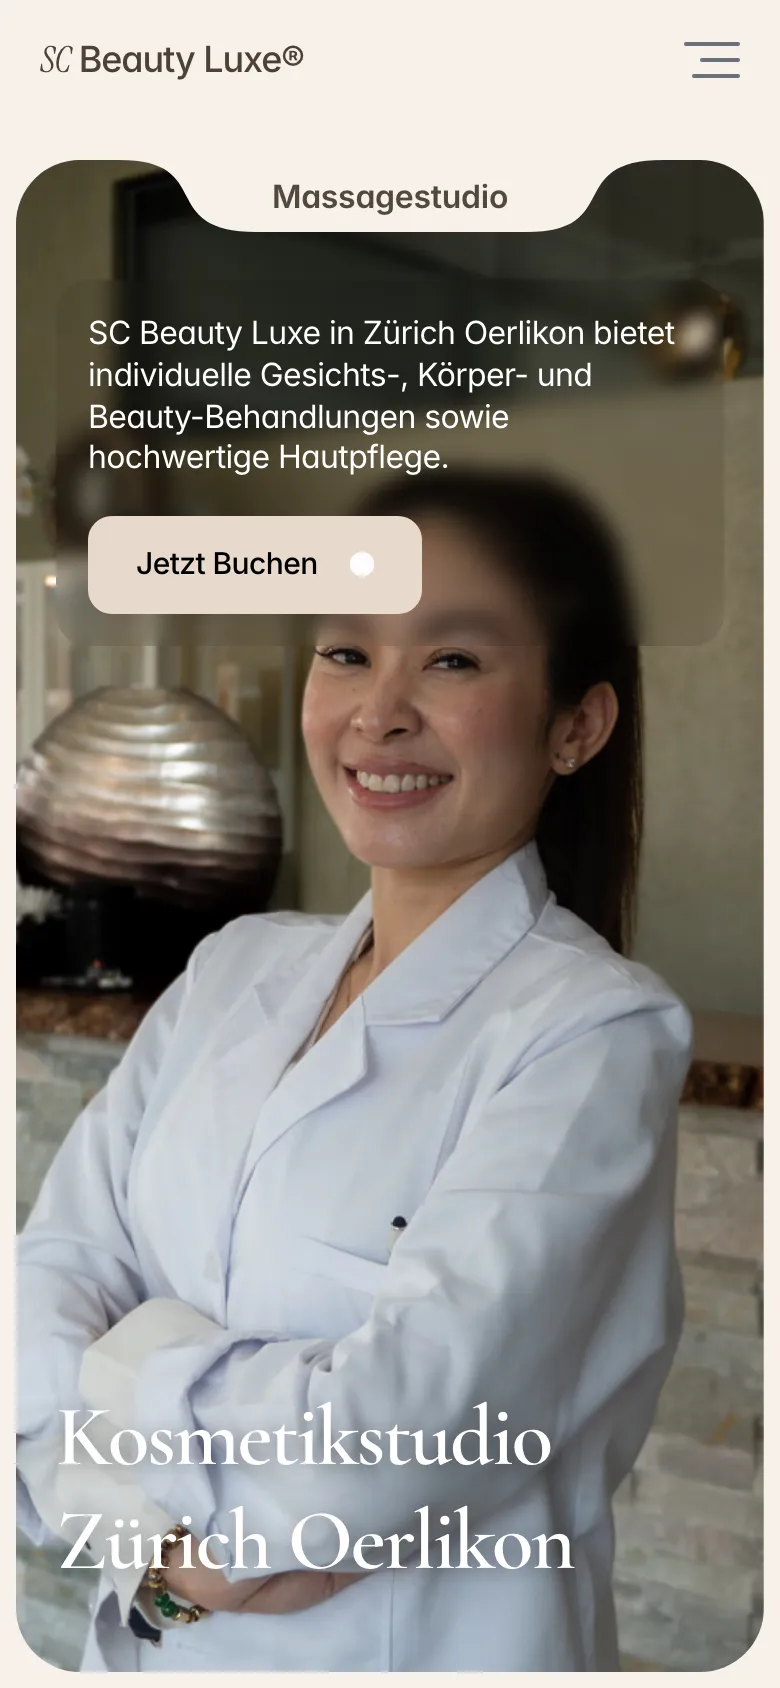 SC Beauty Luxe®
Massagestudio
SC Beauty Luxe in Zürich Oerlikon bietet
individuelle Gesichts-, Körper- und
Beauty-Behandlungen sowie
hochwertige Hautpflege.
Jetzt Buchen
Kosmetikstudio
Zürich Oerlikon